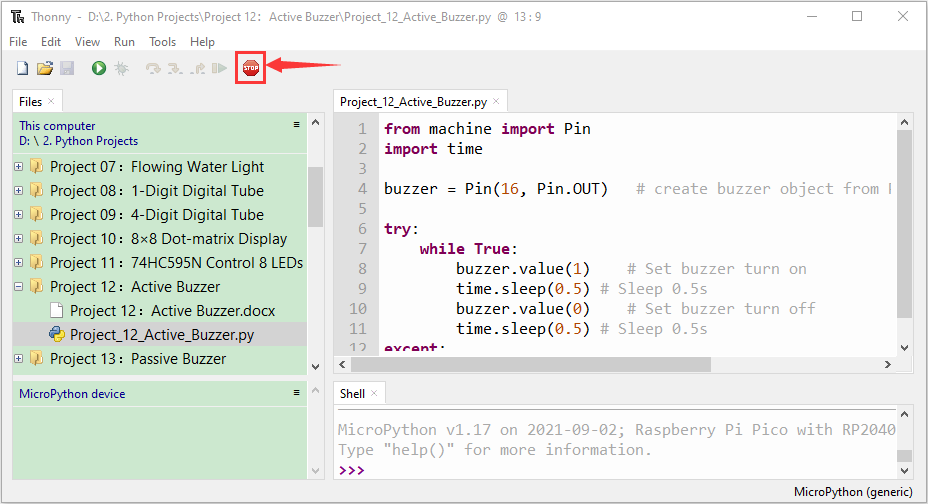 Thonny - D:\2. Python Projects\Project 12：Active Buzzer\Project_12_Active_Buzzer.py @ 13 : 9
File Edit View Run Tools Help
STOP
Files
This computer
D: \ 2. Python Projects
Project 07：Flowing Water Light
Project 08：1-Digit Digital Tube
Project 09：4-Digit Digital Tube
Project 10：8×8 Dot-matrix Display
Project 11：74HC595N Control 8 LEDs
Project 12：Active Buzzer
Project 12：Active Buzzer.docx
Project_12_Active_Buzzer.py
Project 13：Passive Buzzer
MicroPython device
Project_12_Active_Buzzer.py
1 from machine import Pin
2 import time
3
4 buzzer = Pin(16, Pin.OUT) # create buzzer object from
5
6 try:
7 while True:
8 buzzer.value(1) # Set buzzer turn on
9 time.sleep(0.5) # Sleep 0.5s
10 buzzer.value(0) # Set buzzer turn off
11 time.sleep(0.5) # Sleep 0.5s
12 except:
Shell
MicroPython v1.17 on 2021-09-02; Raspberry Pi Pico with RP2040
Type "help()" for more information.
>>>
MicroPython (generic)